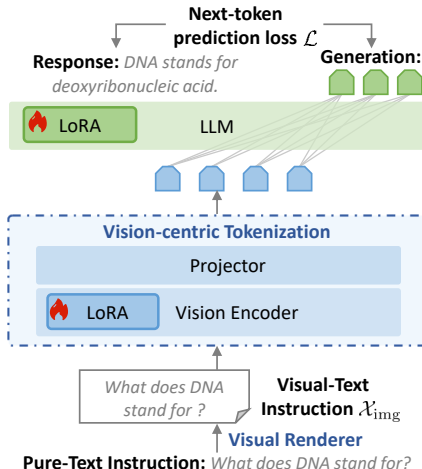 Next-token
prediction loss ℒ
Response: DNA stands for
deoxyribonucleic acid.
Generation:
LoRA
LLM
Vision-centric Tokenization
Projector
LoRA
Vision Encoder
What does DNA
stand for ?
Visual-Text
Instruction 𝒳img
Visual Renderer
Pure-Text Instruction: What does DNA stand for?